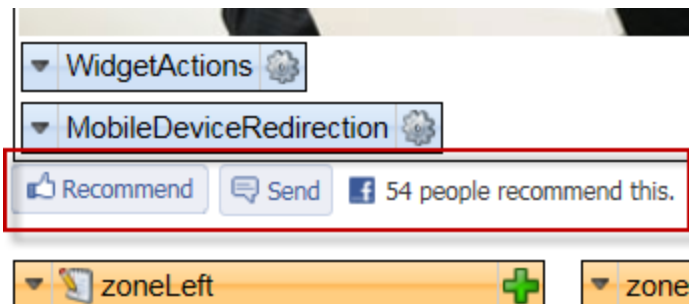 WidgetActions
MobileDeviceRedirection
Recommend Send 54 people recommend this.
zoneLeft zone